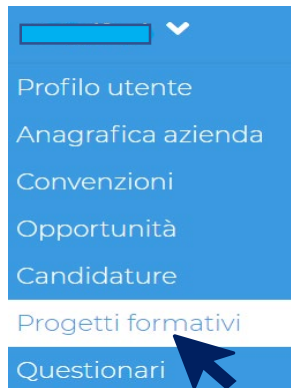 Profilo utente
Anagrafica azienda
Convenzioni
Opportunità
Candidature
Progetti formativi
Questionari